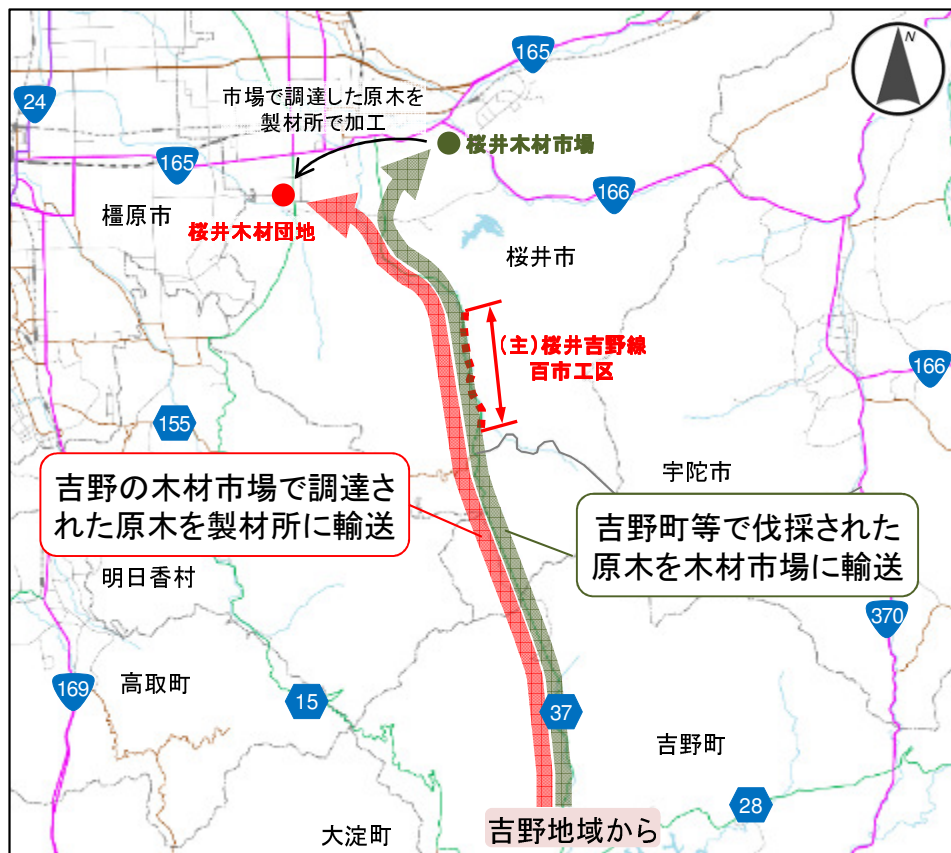 N
165
24
市場で調達した原木を
製材所で加工
桜井木材市場
165
166
橿原市
桜井木材団地
桜井市
(主)桜井吉野線
百市工区
166
155
宇陀市
吉野の木材市場で調達さ
れた原木を製材所に輸送
吉野町等で伐採された
原木を木材市場に輸送
明日香村
370
169
高取町
15
37
吉野町
28
大淀町
吉野地域から